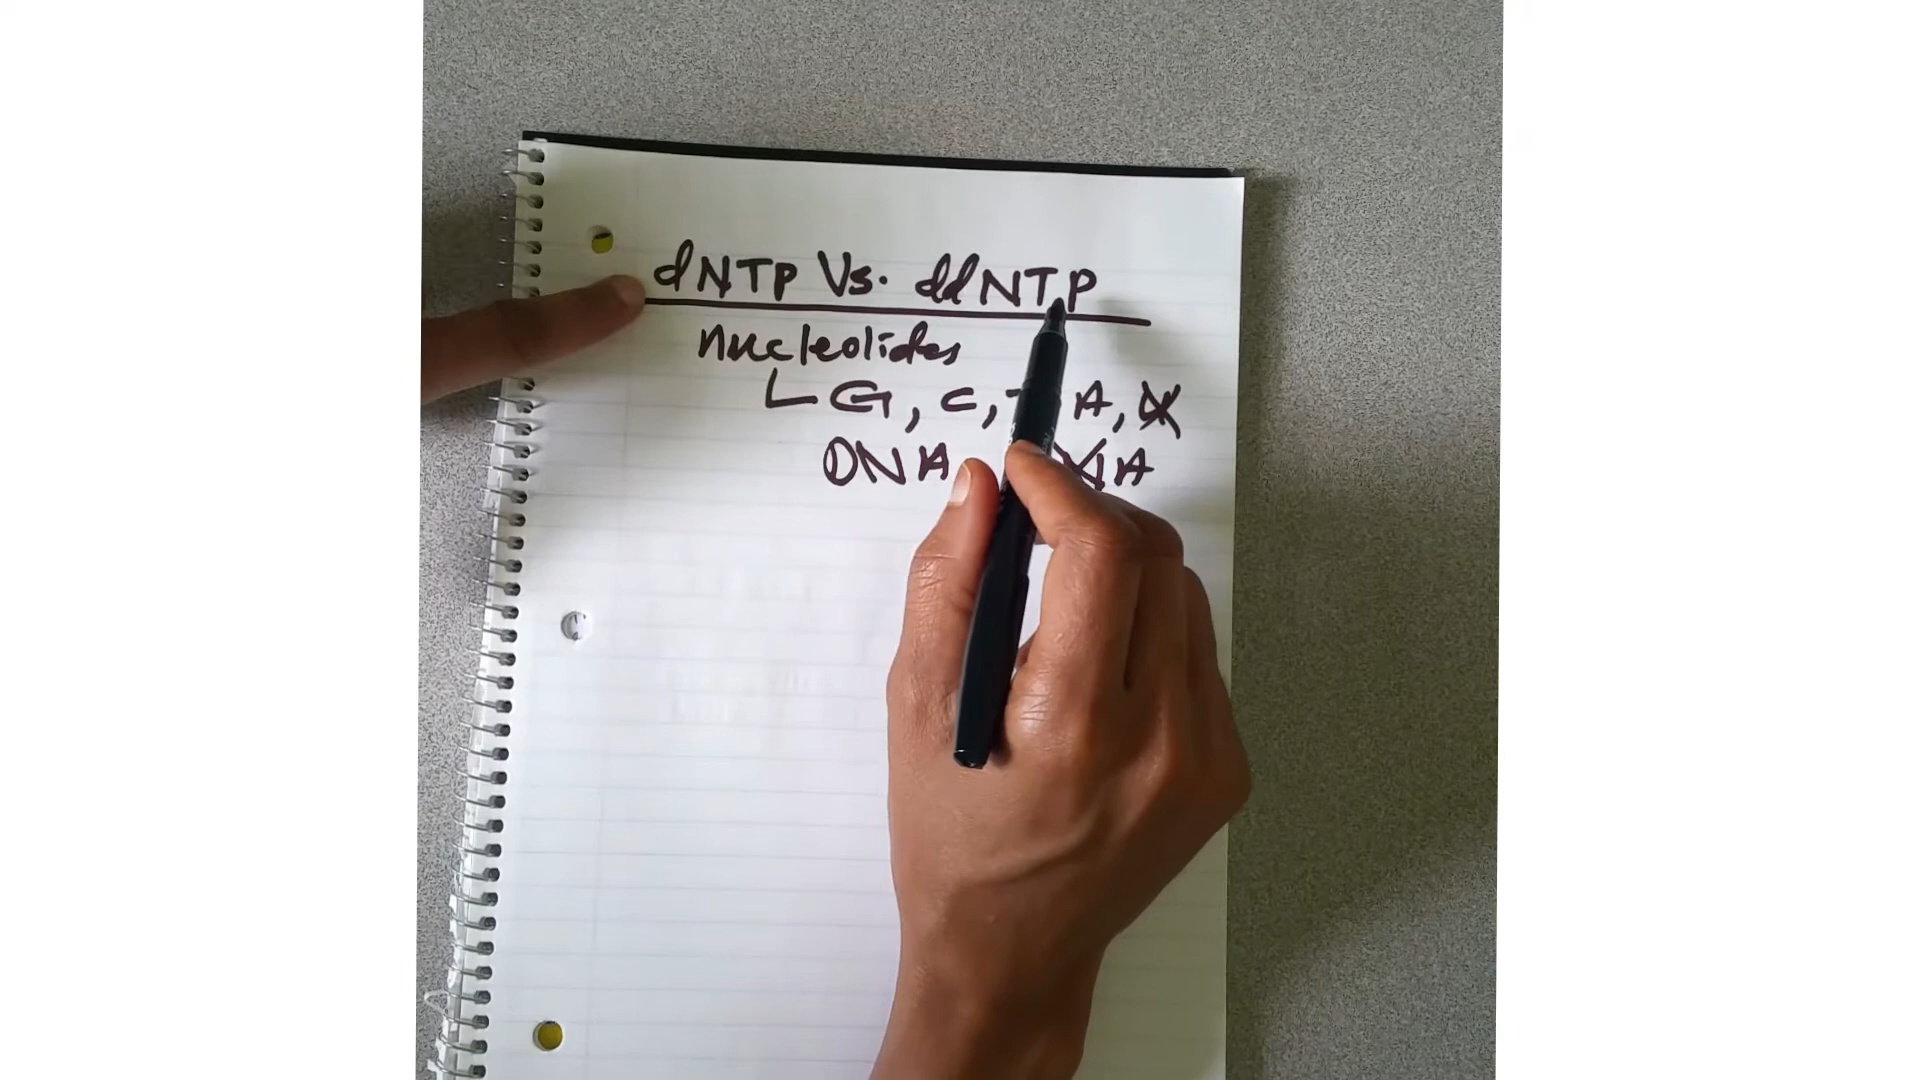 dNTP Vs. ddNTP
nucleotides
G, C, A,
DNA